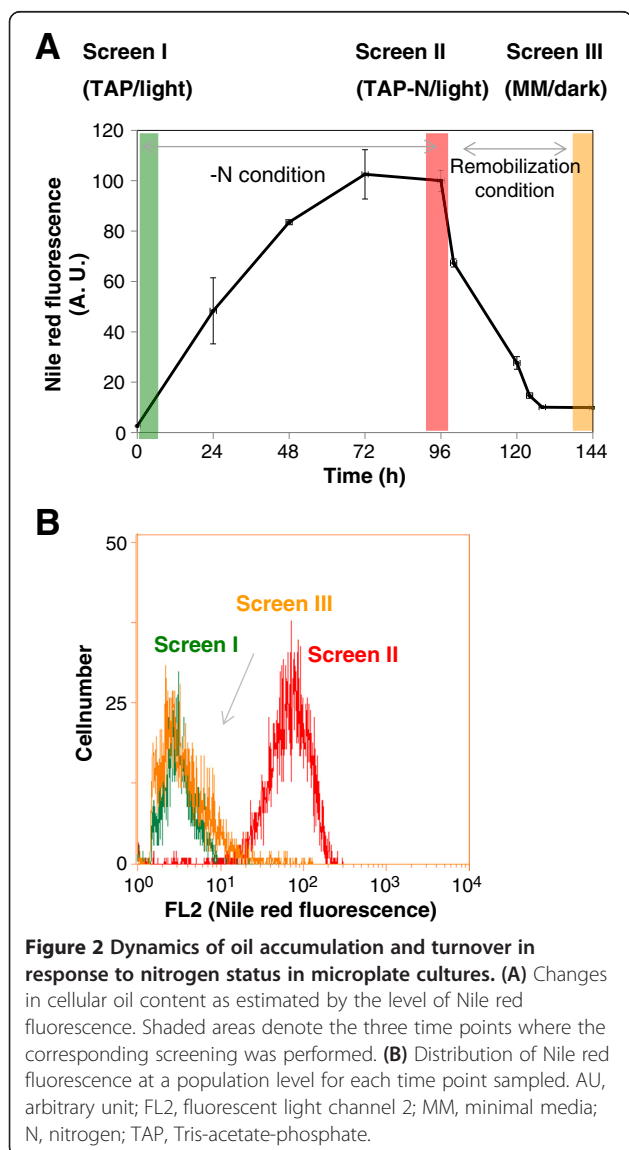 A
Screen I
(TAP/light)
Screen II
(TAP-N/light)
Screen III
(MM/dark)
120
100
80
60
40
20
0
Nile red fluorescence
(A. U.)
-N condition
Remobilization
condition
0 24 48 72 96 120 144
Time (h)
B
50
25
0
Cellnumber
Screen I
Screen III
Screen II
10^0 10^1 10^2 10^3 10^4
FL2 (Nile red fluorescence)
Figure 2 Dynamics of oil accumulation and turnover in
response to nitrogen status in microplate cultures. (A) Changes
in cellular oil content as estimated by the level of Nile red
fluorescence. Shaded areas denote the three time points where the
corresponding screening was performed. (B) Distribution of Nile red
fluorescence at a population level for each time point sampled. AU,
arbitrary unit; FL2, fluorescent light channel 2; MM, minimal media;
N, nitrogen; TAP, Tris-acetate-phosphate.